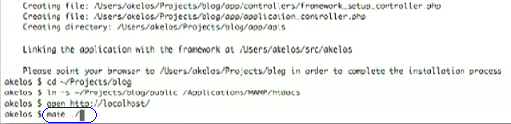 Creating file: /Users/akelos/Projects/blog/app/controllers/framework_setup_controller.php
Creating file: /Users/akelos/Projects/blog/app/application_controller.php
Creating directory: /Users/akelos/Projects/blog/app/apis
Linking the application with the framework at /Users/akelos/src/akelos
Please point your browser to /Users/akelos/Projects/blog in order to complete the installation process
akelos $ cd ~/Projects/blog
akelos $ ln -s ~/Projects/blog/public /Applications/MAMP/htdocs
akelos $ open http://localhost/
akelos $ mate ./